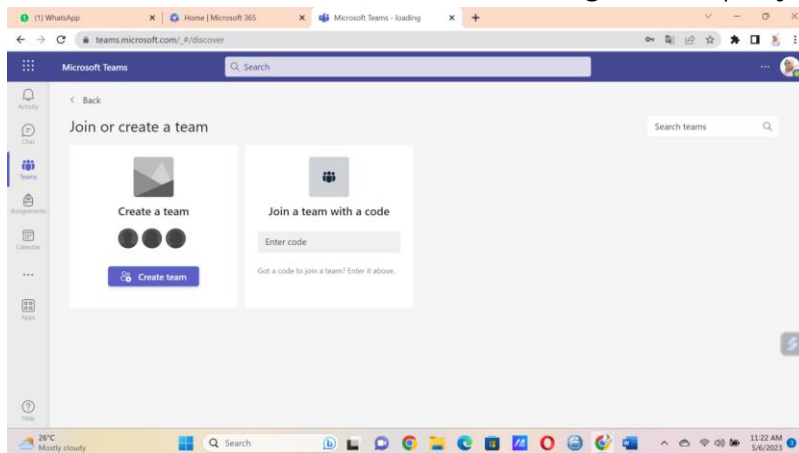 (1) WhatsApp
Home | Microsoft 365
Microsoft Teams - loading
teams.microsoft.com/_#/discover
Microsoft Teams
Search
Activity
Chat
Teams
Assignments
Calendar
Apps
Help
Back
Join or create a team
Search teams
Create a team
Create team
Join a team with a code
Enter code
Got a code to join a team? Enter it above.
26°C
Mostly cloudy
Search
11:22 AM
5/6/2023